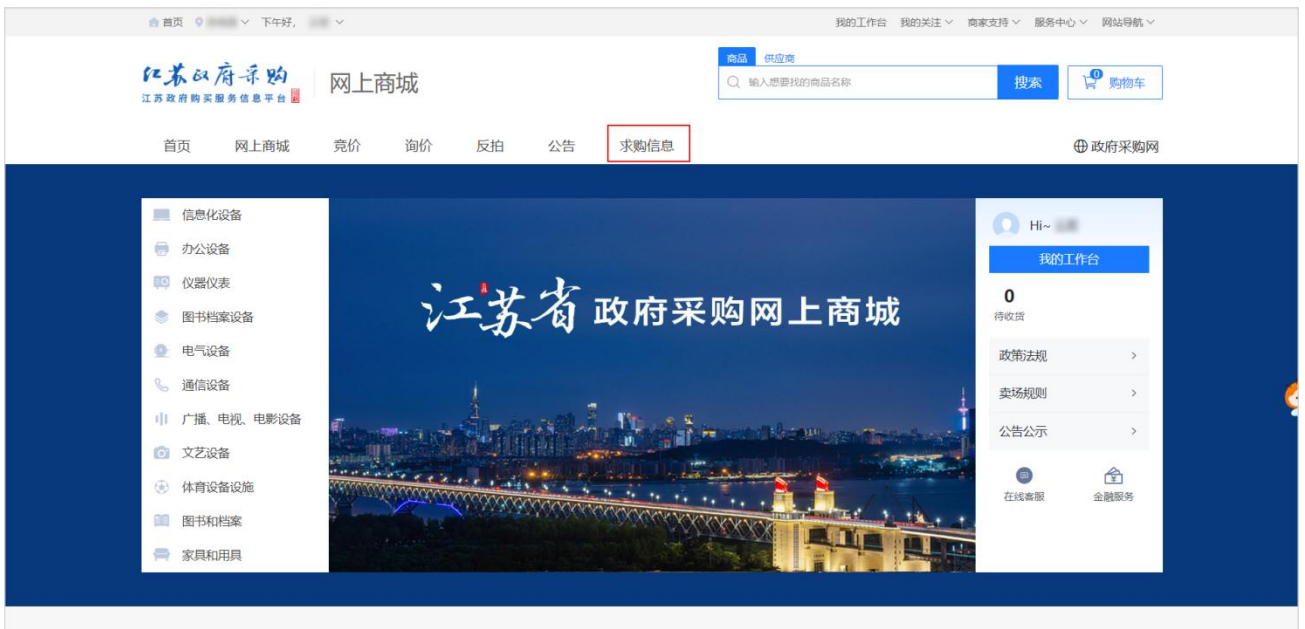 首页 下午好,
我的工作台 我的关注 商家支持 服务中心 网站导航
江苏政府采购
江苏政府购买服务信息平台
网上商城
商品 供应商
输入想要找的商品名称
搜索
0
购物车
首页 网上商城 竞价 询价 反拍 公告 求购信息
政府采购网
信息化设备
办公设备
仪器仪表
图书档案设备
电气设备
通信设备
广播、电视、电影设备
文艺设备
体育设备设施
图书和档案
家具和用具
江苏省 政府采购网上商城
Hi~
我的工作台
0
待收货
政策法规
卖场规则
公告公示
在线客服 金融服务